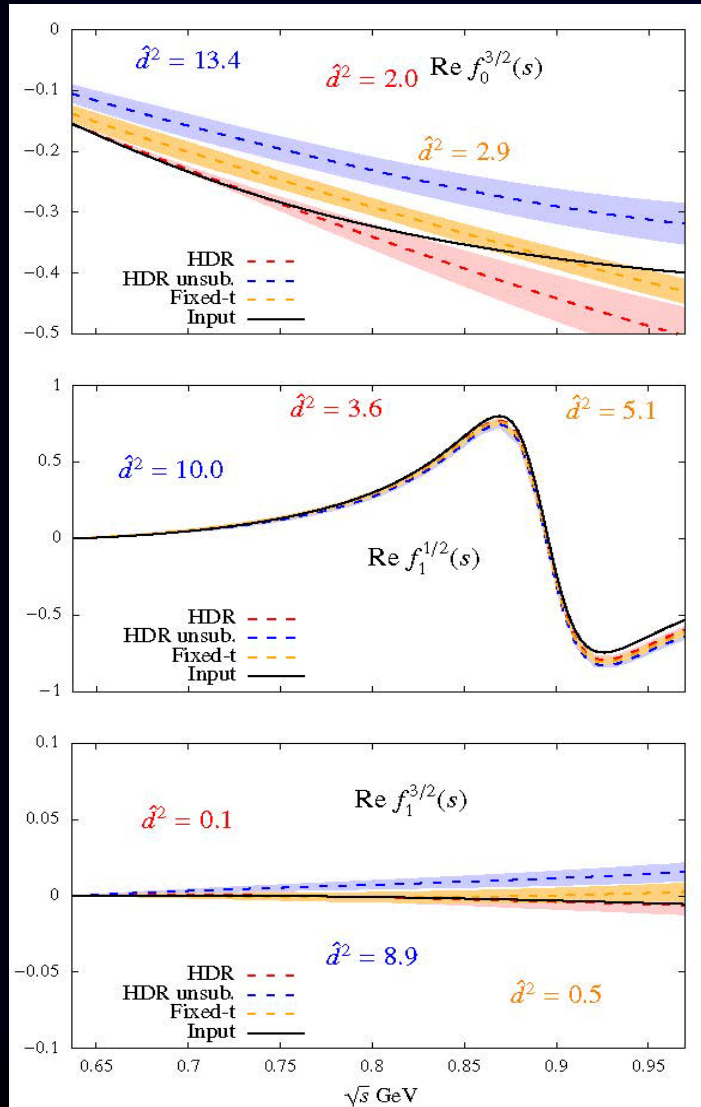 0
−0.1
−0.2
−0.3
−0.4
−0.5
d̂² = 13.4
d̂² = 2.0
Re f₀^{3/2}(s)
d̂² = 2.9
HDR
HDR unsub.
Fixed-t
Input
1
0.5
0
−0.5
−1
d̂² = 3.6
d̂² = 5.1
d̂² = 10.0
Re f₁^{1/2}(s)
HDR
HDR unsub.
Fixed-t
Input
0.1
0.05
0
−0.05
−0.1
Re f₁^{3/2}(s)
d̂² = 0.1
d̂² = 8.9
d̂² = 0.5
HDR
HDR unsub.
Fixed-t
Input
0.65 0.7 0.75 0.8 0.85 0.9 0.95
√s GeV